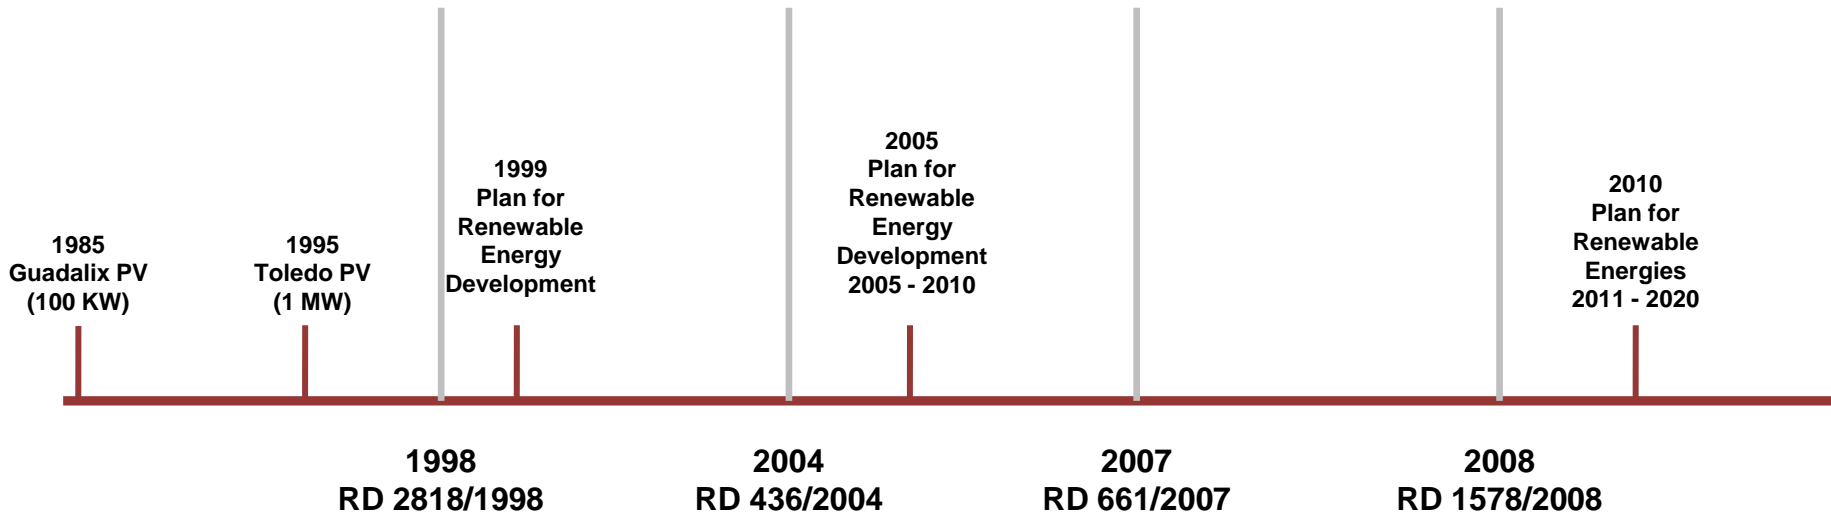 1985
Guadalix PV
(100 KW)
1995
Toledo PV
(1 MW)
1999
Plan for
Renewable
Energy
Development
2005
Plan for
Renewable
Energy
Development
2005 - 2010
2010
Plan for
Renewable
Energies
2011 - 2020
1998
RD 2818/1998
2004
RD 436/2004
2007
RD 661/2007
2008
RD 1578/2008